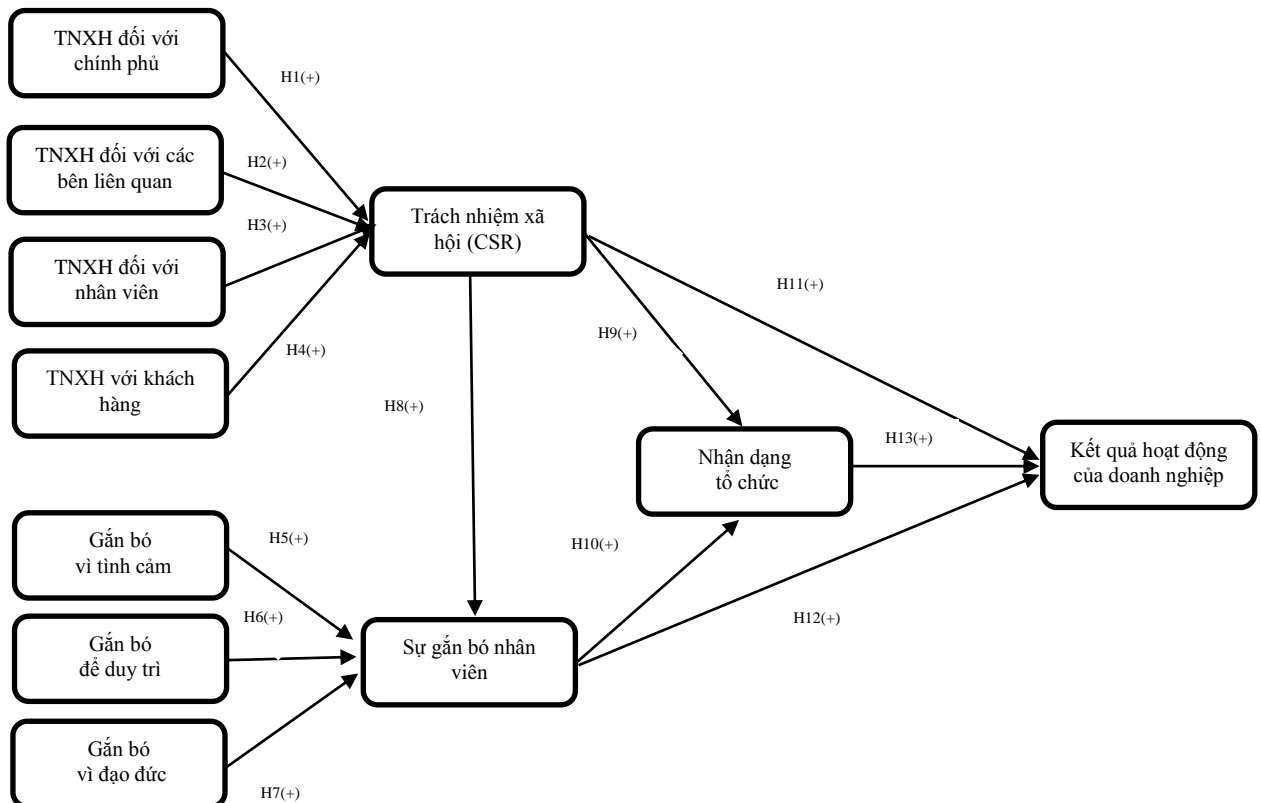 TNXH đối với
chính phủ
H1(+)
TNXH đối với các
bên liên quan
H2(+)
H3(+)
TNXH đối với
nhân viên
H4(+)
TNXH với khách
hàng
Trách nhiệm xã
hội (CSR)
H11(+)
H9(+)
H8(+)
Nhận dạng
tổ chức
H13(+)
Kết quả hoạt động
của doanh nghiệp
Gắn bó
vì tình cảm
H5(+)
H10(+)
H6(+)
H12(+)
Gắn bó
để duy trì
Sự gắn bó nhân
viên
Gắn bó
vì đạo đức
H7(+)